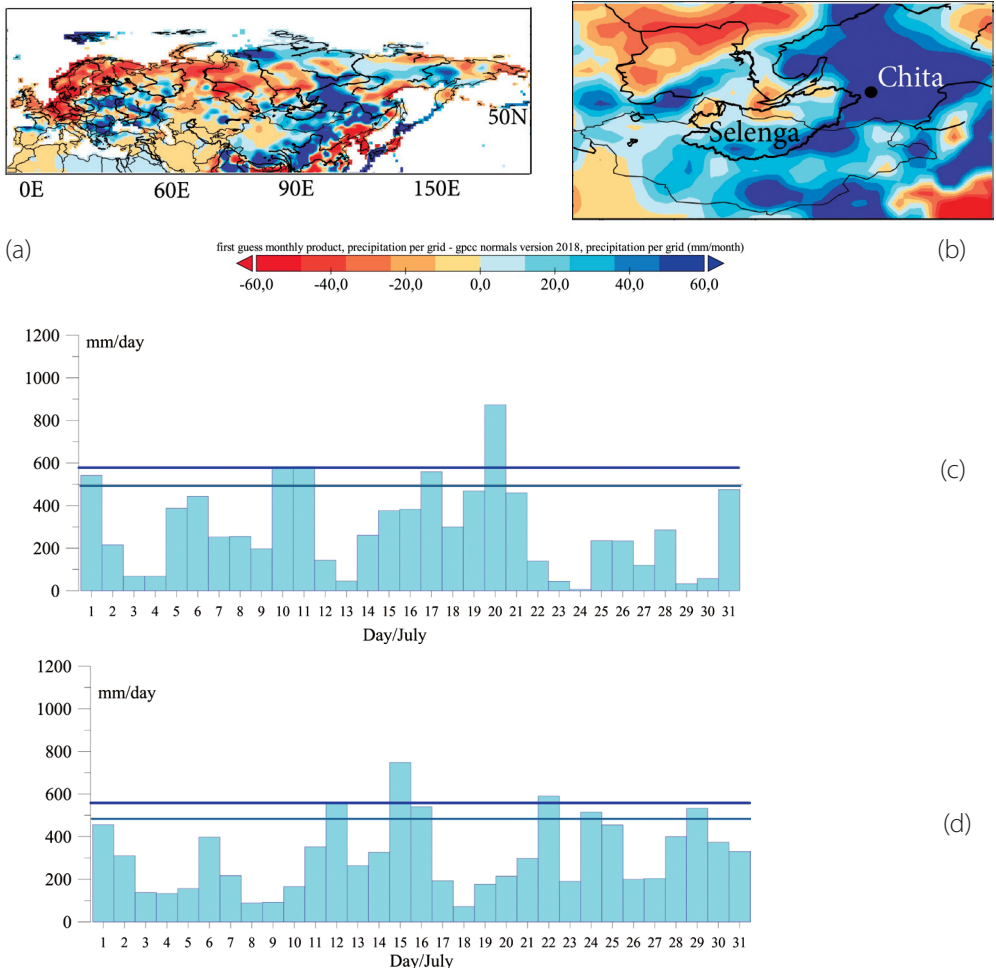 50N
0E 60E 90E 150E
Chita
Selenga
(a)
(b)
first guess monthly product, precipitation per grid - gpcc normals version 2018, precipitation per grid (mm/month)
-60,0 -40,0 -20,0 0,0 20,0 40,0 60,0
1200
mm/day
1000
800
600
400
200
0
1 2 3 4 5 6 7 8 9 10 11 12 13 14 15 16 17 18 19 20 21 22 23 24 25 26 27 28 29 30 31
Day/July
(c)
1200
mm/day
1000
800
600
400
200
0
1 2 3 4 5 6 7 8 9 10 11 12 13 14 15 16 17 18 19 20 21 22 23 24 25 26 27 28 29 30 31
Day/July
(d)